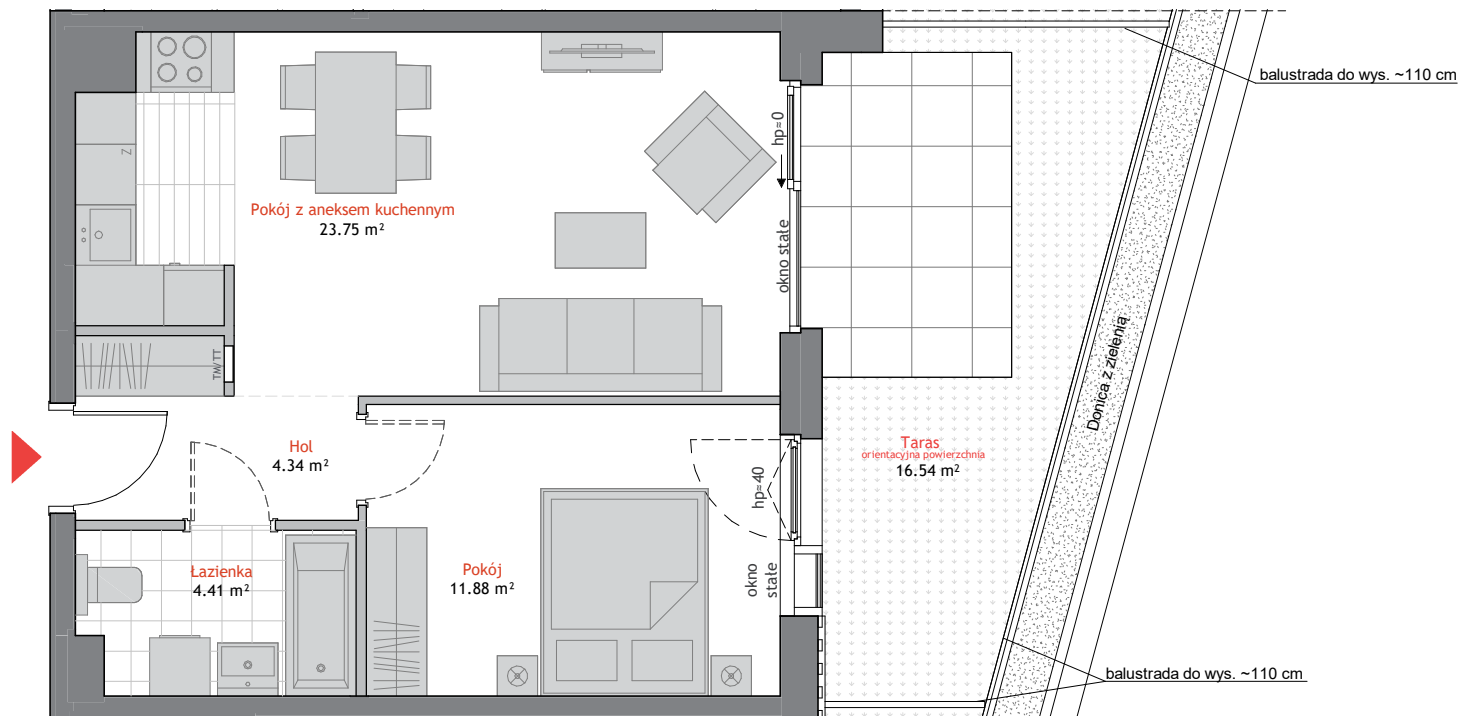 balustrada do wys. ~110 cm
hp≈0
Z
Pokój z aneksem kuchennym
23.75 m²
okno stałe
Donica z zielenią
TM/TT
Hol
4.34 m²
Taras
orientacyjna powierzchnia
16.54 m²
hp≈40
Łazienka
4.41 m²
Pokój
11.88 m²
okno
stałe
balustrada do wys. ~110 cm